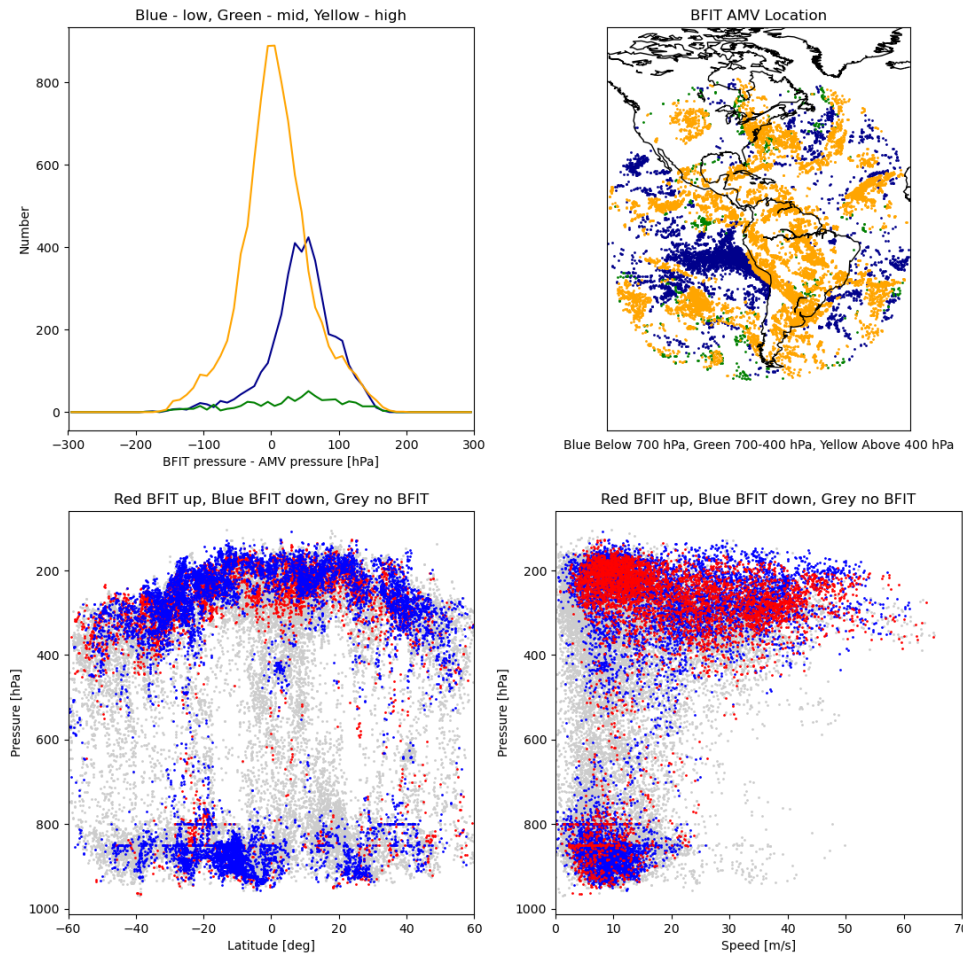 Blue - low, Green - mid, Yellow - high
Number
800
600
400
200
0
−300 −200 −100 0 100 200 300
BFIT pressure - AMV pressure [hPa]
BFIT AMV Location
Blue Below 700 hPa, Green 700-400 hPa, Yellow Above 400 hPa
Red BFIT up, Blue BFIT down, Grey no BFIT
Pressure [hPa]
200
400
600
800
1000
−60 −40 −20 0 20 40 60
Latitude [deg]
Red BFIT up, Blue BFIT down, Grey no BFIT
Pressure [hPa]
200
400
600
800
1000
0 10 20 30 40 50 60 70
Speed [m/s]